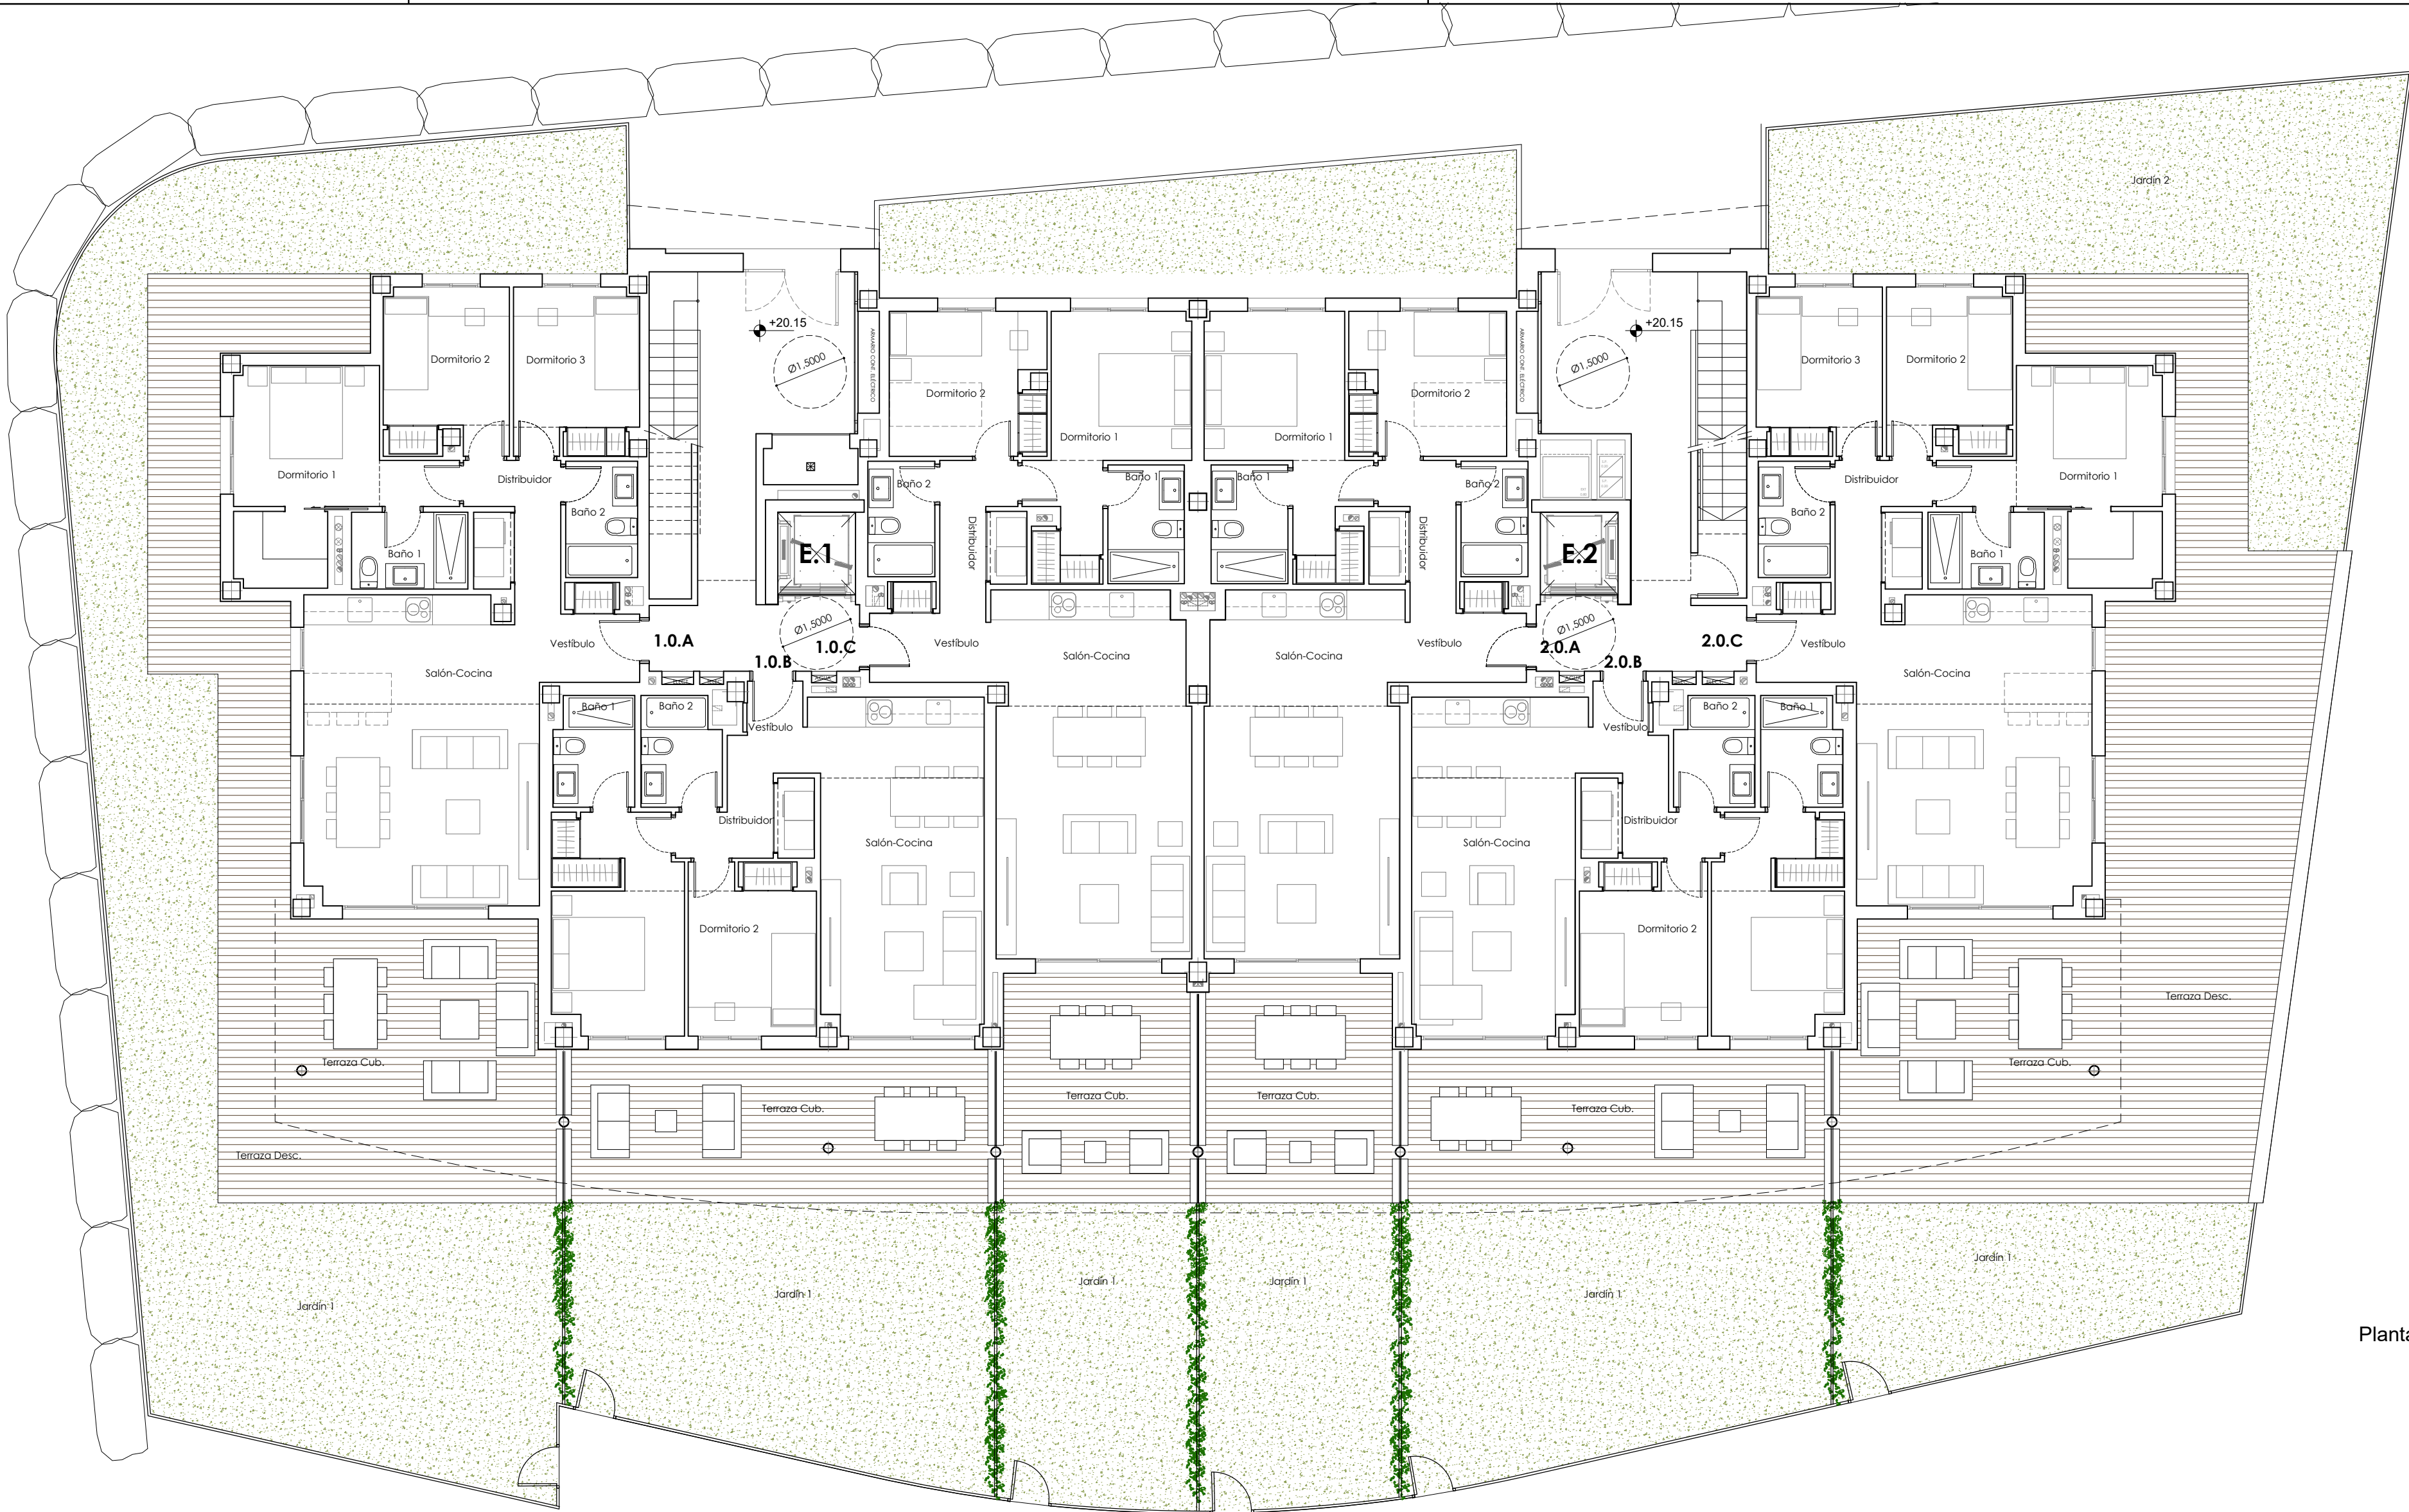 Jardín 2
+20.15
+20.15
ARMARIO CONT. ELÉCTRICO
ARMARIO CONT. ELÉCTRICO
Ø1,5000
Ø1,5000
Dormitorio 2
Dormitorio 3
Dormitorio 3
Dormitorio 2
Dormitorio 2
Dormitorio 2
Dormitorio 1
Dormitorio 1
Dormitorio 1
Distribuidor
Baño 2
Baño 1
Baño 1
Baño 2
Distribuidor
Dormitorio 1
Baño 2
Baño 2
Distribuidor
Distribuidor
Baño 1
E.1
E.2
Baño 1
Ø1,5000
Ø1,5000
Vestíbulo
1.0.A
1.0.B
1.0.C
Vestíbulo
Salón-Cocina
Salón-Cocina
Vestíbulo
2.0.A
2.0.B
2.0.C
Vestíbulo
Salón-Cocina
Salón-Cocina
Baño 1
Baño 2
Vestíbulo
Vestíbulo
Baño 2
Baño 1
Distribuidor
Distribuidor
Salón-Cocina
Salón-Cocina
Dormitorio 2
Dormitorio 2
Terraza Desc.
Terraza Cub.
Terraza Cub.
Terraza Cub.
Terraza Cub.
Terraza Cub.
Terraza Cub.
Terraza Desc.
Jardín 1
Jardín 1
Jardín 1
Jardín 1
Jardín 1
Jardín 1
Planta